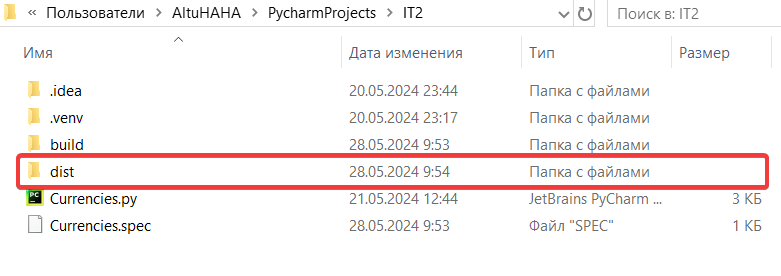 Пользователи > AltuHAHA > PycharmProjects > IT2 Поиск в: IT2
Имя Дата изменения Тип Размер
.idea 20.05.2024 23:44 Папка с файлами
.venv 20.05.2024 23:17 Папка с файлами
build 28.05.2024 9:53 Папка с файлами
dist 28.05.2024 9:54 Папка с файлами
Currencies.py 21.05.2024 12:44 JetBrains PyCharm ... 3 КБ
Currencies.spec 28.05.2024 9:53 Файл "SPEC" 1 КБ